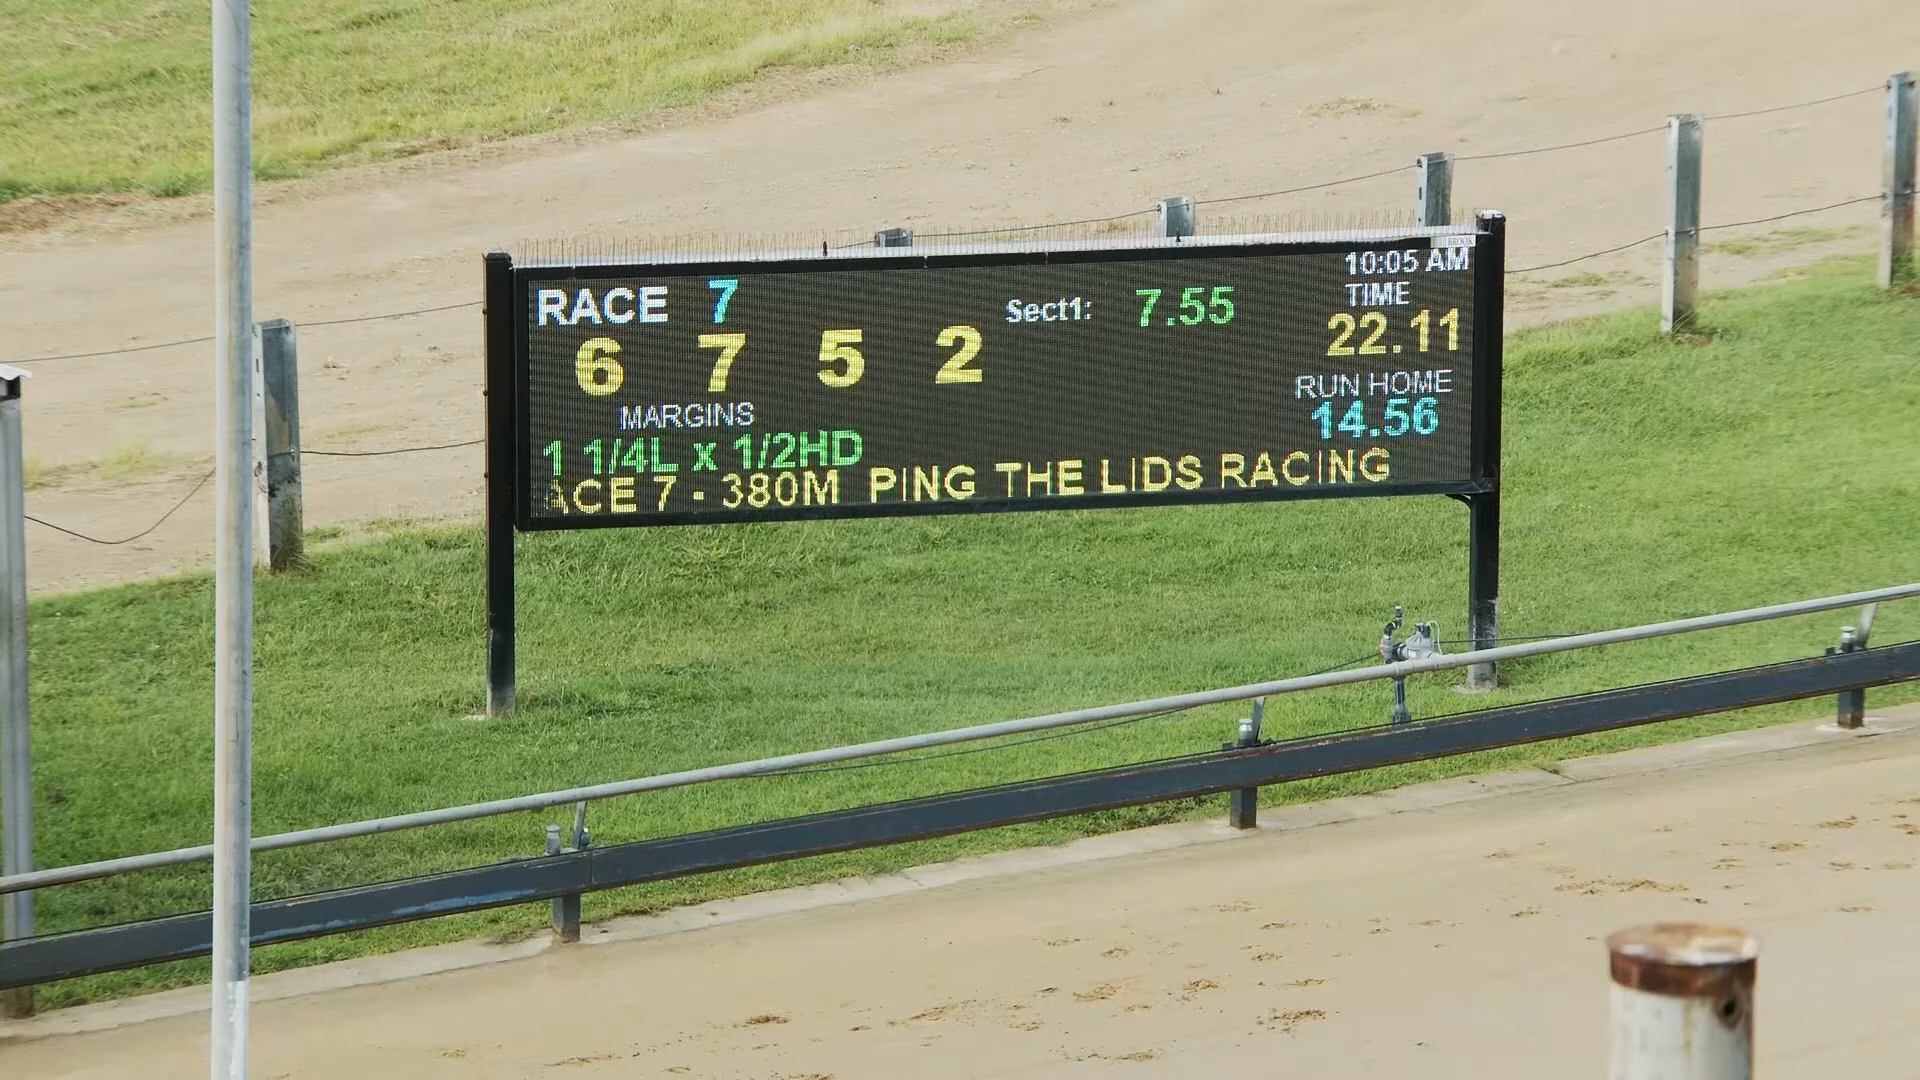 BROOK
10:05 AM
RACE 7
Sect1: 7.55
TIME
22.11
6 7 5 2
RUN HOME
14.56
MARGINS
1 1/4L x 1/2HD
ACE 7 - 380M PING THE LIDS RACING